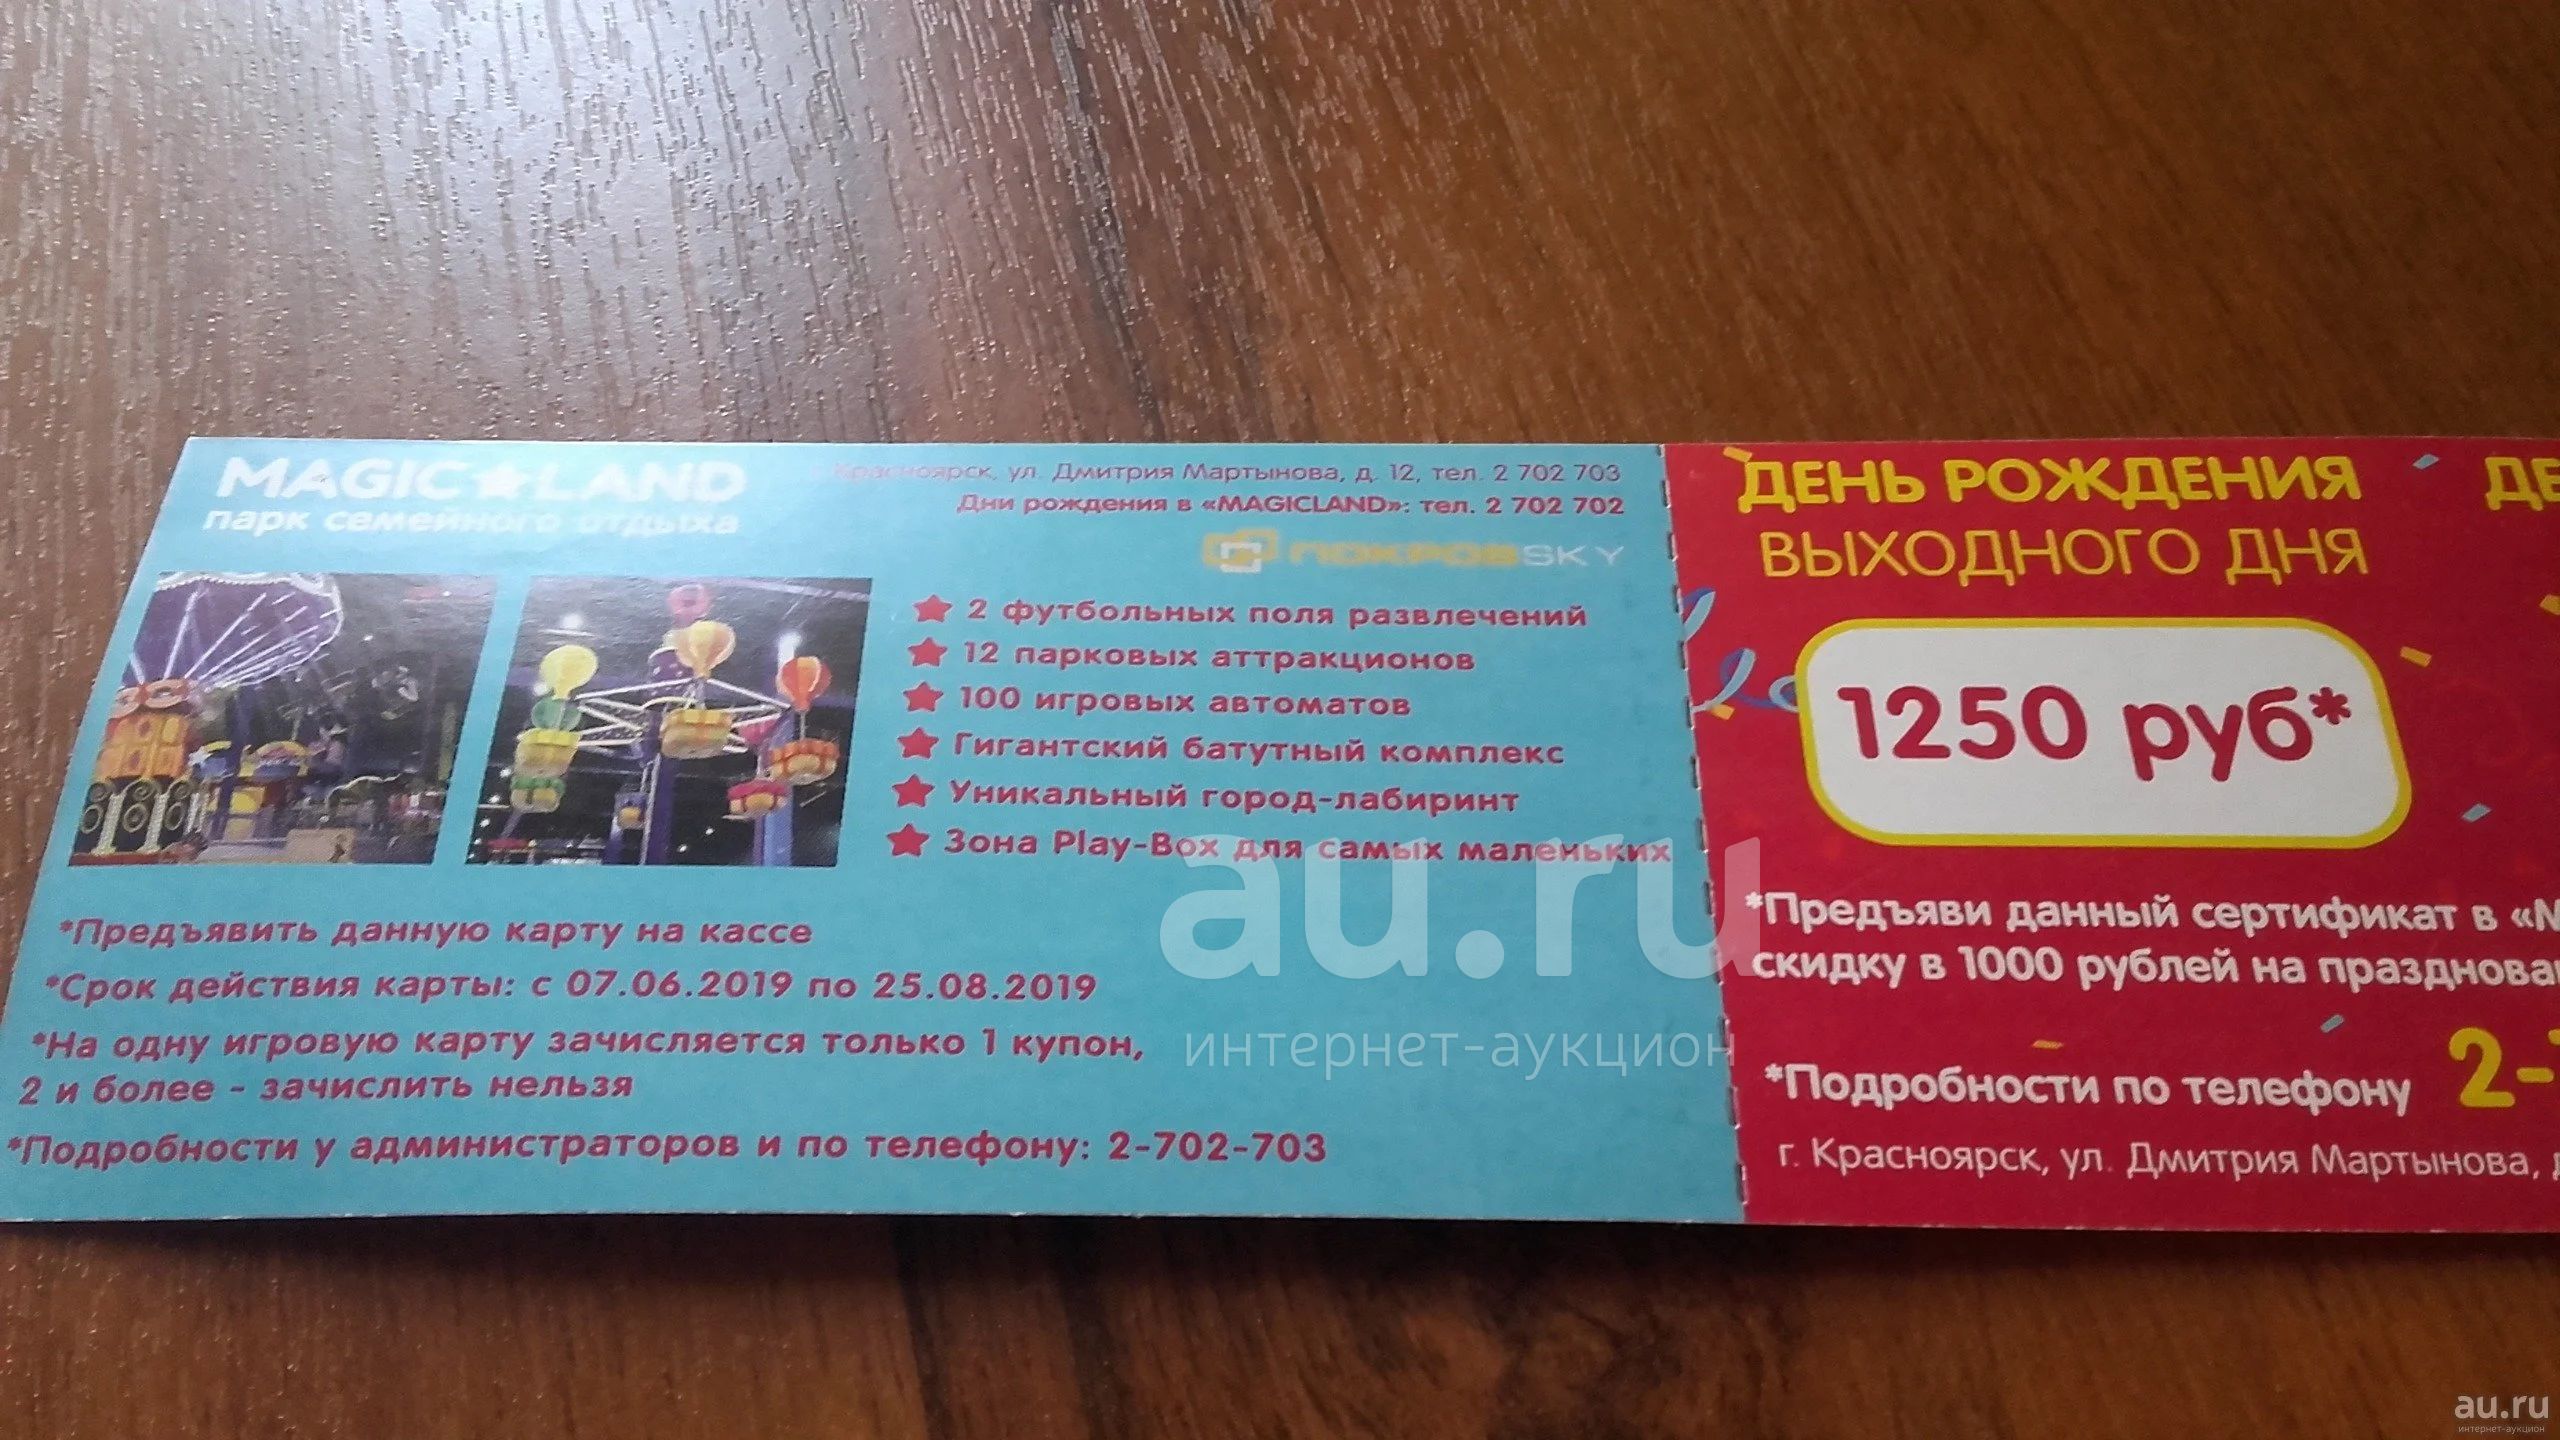 MAGIC LAND
парк семейного отдыха
г. Красноярск, ул. Дмитрия Мартынова, д. 12, тел. 2 702 703
Дни рождения в «MAGICLAND»: тел. 2 702 702
ПОКРОВSKY
2 футбольных поля развлечений
12 парковых аттракционов
100 игровых автоматов
Гигантский батутный комплекс
Уникальный город-лабиринт
Зона Play-Box для самых маленьких
*Предъявить данную карту на кассе
*Срок действия карты: с 07.06.2019 по 25.08.2019
*На одну игровую карту зачисляется только 1 купон,
2 и более - зачислить нельзя
*Подробности у администраторов и по телефону: 2-702-703
ДЕНЬ РОЖДЕНИЯ
ВЫХОДНОГО ДНЯ
1250 руб*
*Предъяви данный сертификат в «
скидку в 1000 рублей на
*Подробности по телефону 2-
г. Красноярск, ул. Дмитрия Мартынова,
ДЕ
au.ru
интернет-аукцион
au.ru
интернет-аукцион